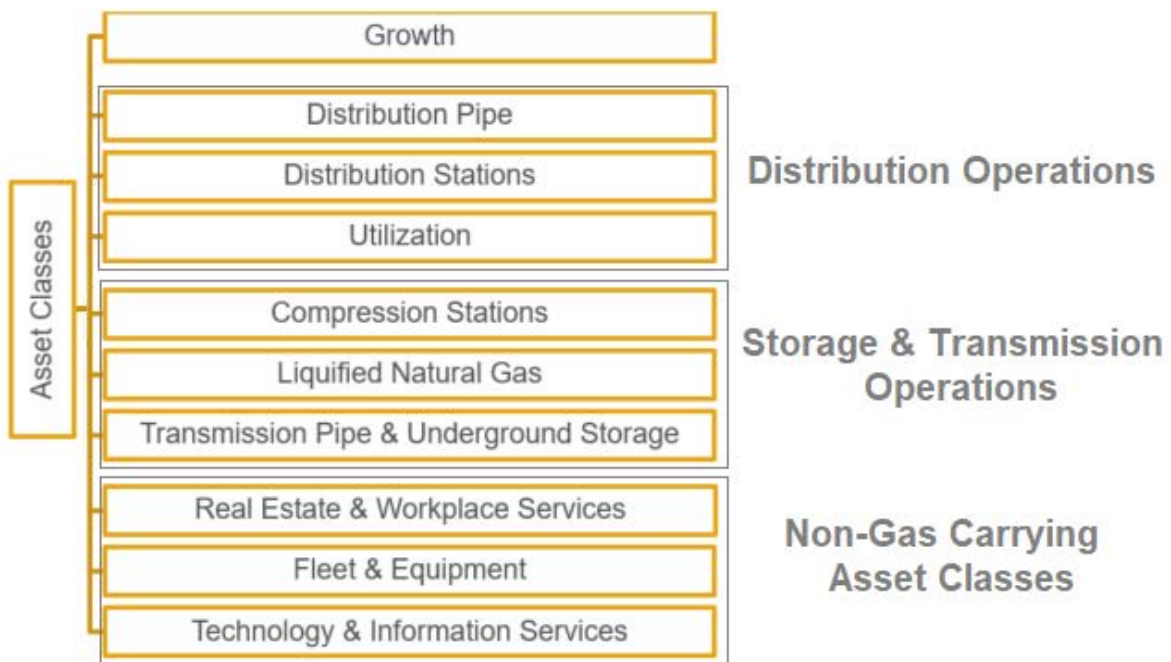 Asset Classes
Growth
Distribution Pipe
Distribution Stations
Utilization
Distribution Operations
Compression Stations
Liquified Natural Gas
Transmission Pipe & Underground Storage
Storage & Transmission
Operations
Real Estate & Workplace Services
Fleet & Equipment
Technology & Information Services
Non-Gas Carrying
Asset Classes